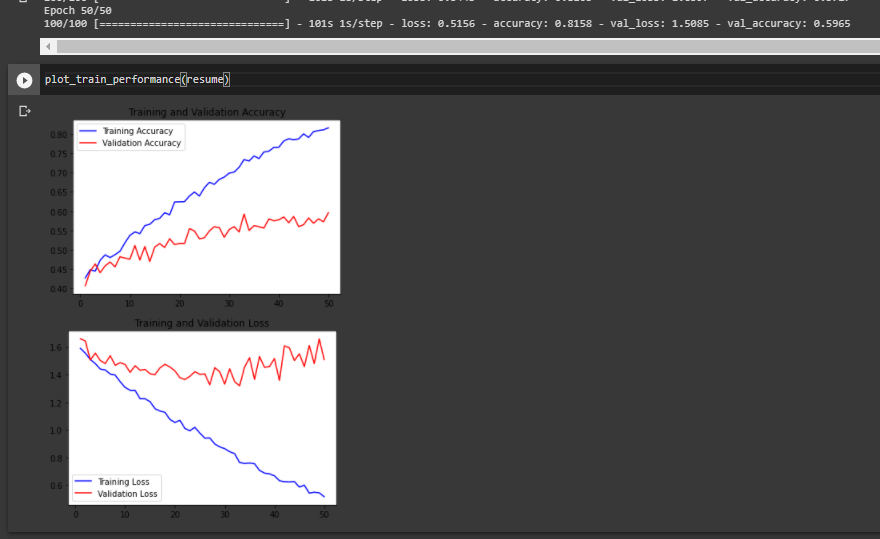 Epoch 50/50
100/100 [==============================] - 101s 1s/step - loss: 0.5156 - accuracy: 0.8158 - val_loss: 1.5085 - val_accuracy: 0.5965
plot_train_performance(resume)
Training and Validation Accuracy
Training Accuracy
Validation Accuracy
0.80
0.75
0.70
0.65
0.60
0.55
0.50
0.45
0.40
0 10 20 30 40 50
Training and Validation Loss
1.6
1.4
1.2
1.0
0.8
0.6
Training Loss
Validation Loss
0 10 20 30 40 50